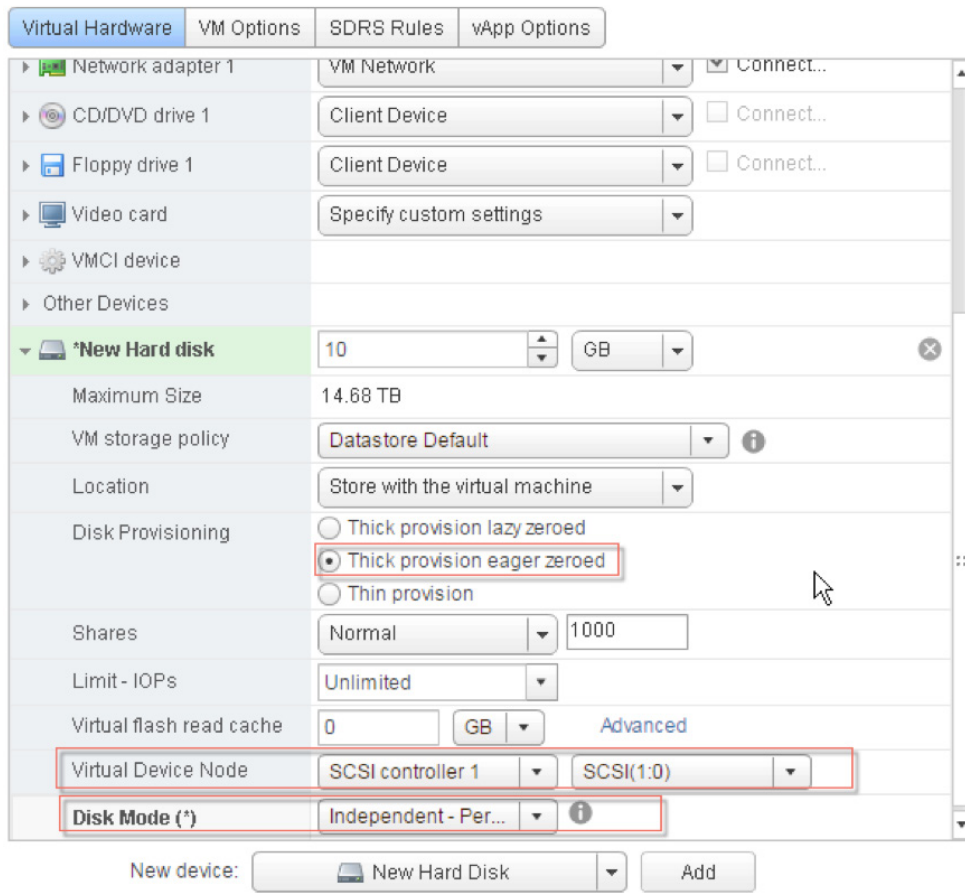 Virtual Hardware VM Options SDRS Rules vApp Options
Network adapter 1 VM Network Connect...
CD/DVD drive 1 Client Device Connect...
Floppy drive 1 Client Device Connect...
Video card Specify custom settings
VMCI device
Other Devices
*New Hard disk 10 GB
Maximum Size 14.68 TB
VM storage policy Datastore Default
Location Store with the virtual machine
Disk Provisioning Thick provision lazy zeroed
Thick provision eager zeroed
Thin provision
Shares Normal 1000
Limit - IOPs Unlimited
Virtual flash read cache 0 GB Advanced
Virtual Device Node SCSI controller 1 SCSI(1:0)
Disk Mode (*) Independent - Per...
New device: New Hard Disk Add